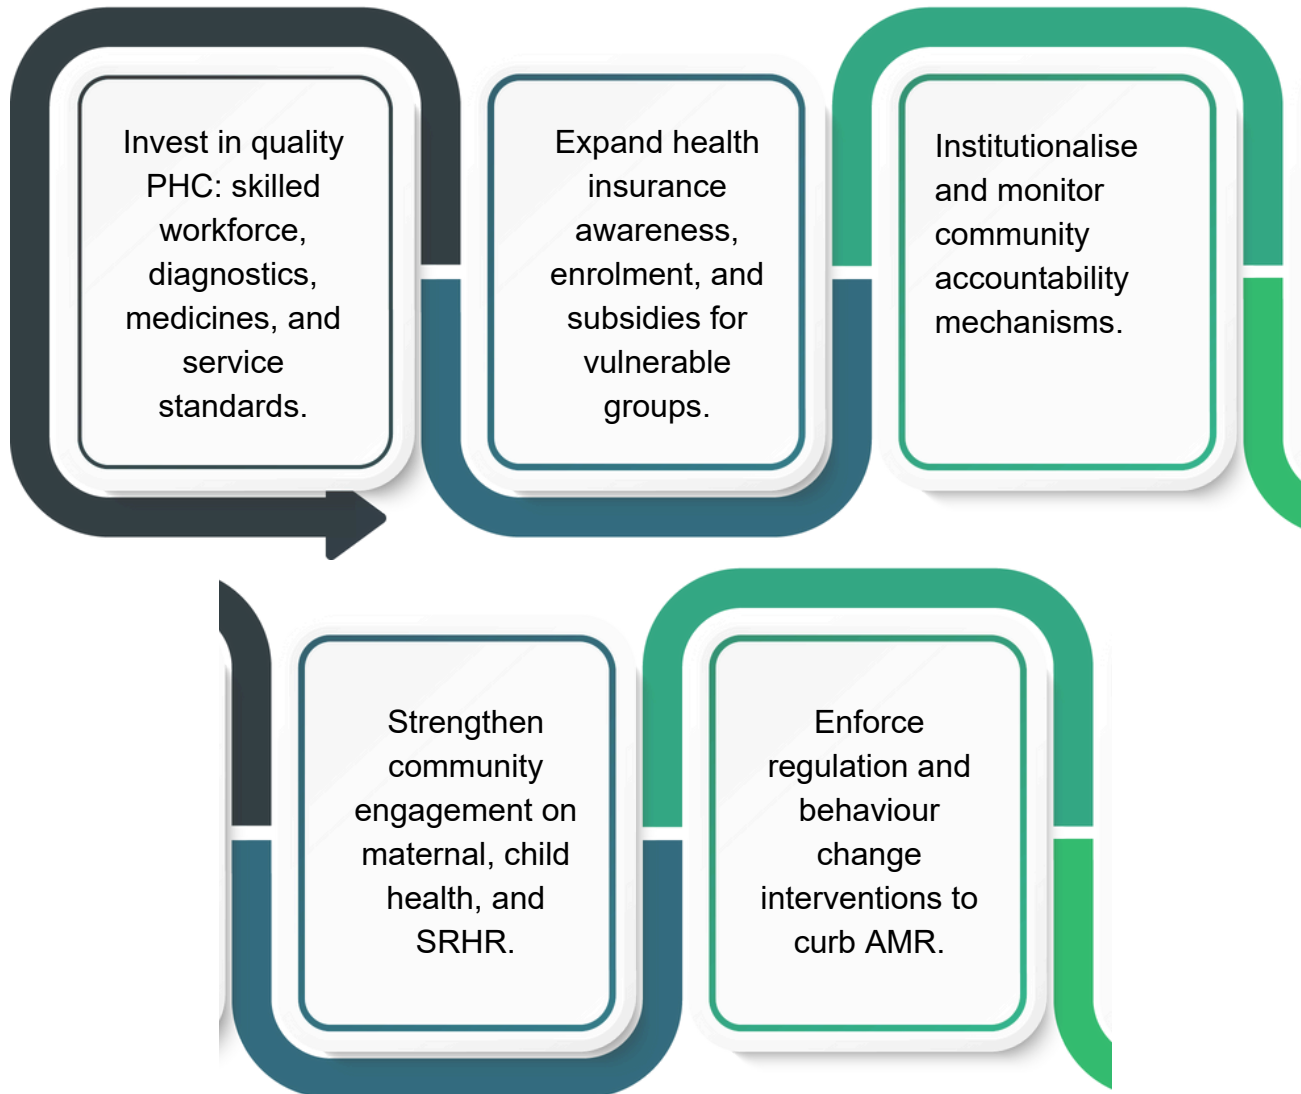 Invest in quality
PHC: skilled
workforce,
diagnostics,
medicines, and
service
standards.
Expand health
insurance
awareness,
enrolment, and
subsidies for
vulnerable
groups.
Institutionalise
and monitor
community
accountability
mechanisms.
Strengthen
community
engagement on
maternal, child
health, and
SRHR.
Enforce
regulation and
behaviour
change
interventions to
curb AMR.